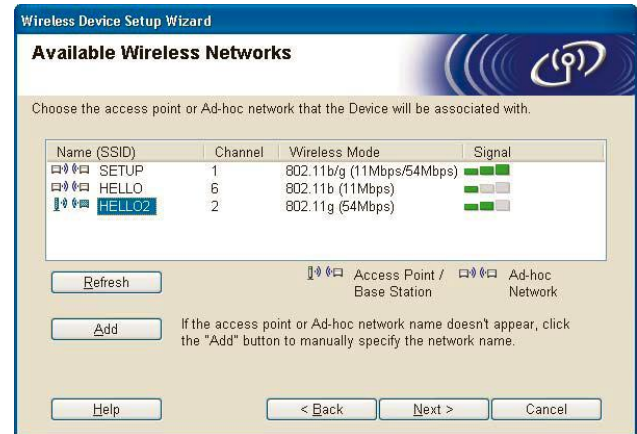 Wireless Device Setup Wizard
Available Wireless Networks
Choose the access point or Ad-hoc network that the Device will be associated with.
Name (SSID) Channel Wireless Mode Signal
SETUP 1 802.11b/g (11Mbps/54Mbps)
HELLO 6 802.11b (11Mbps)
HELLO2 2 802.11g (54Mbps)
Refresh
Access Point / Ad-hoc
Base Station Network
Add
If the access point or Ad-hoc network name doesn't appear, click
the "Add" button to manually specify the network name.
Help < Back Next > Cancel